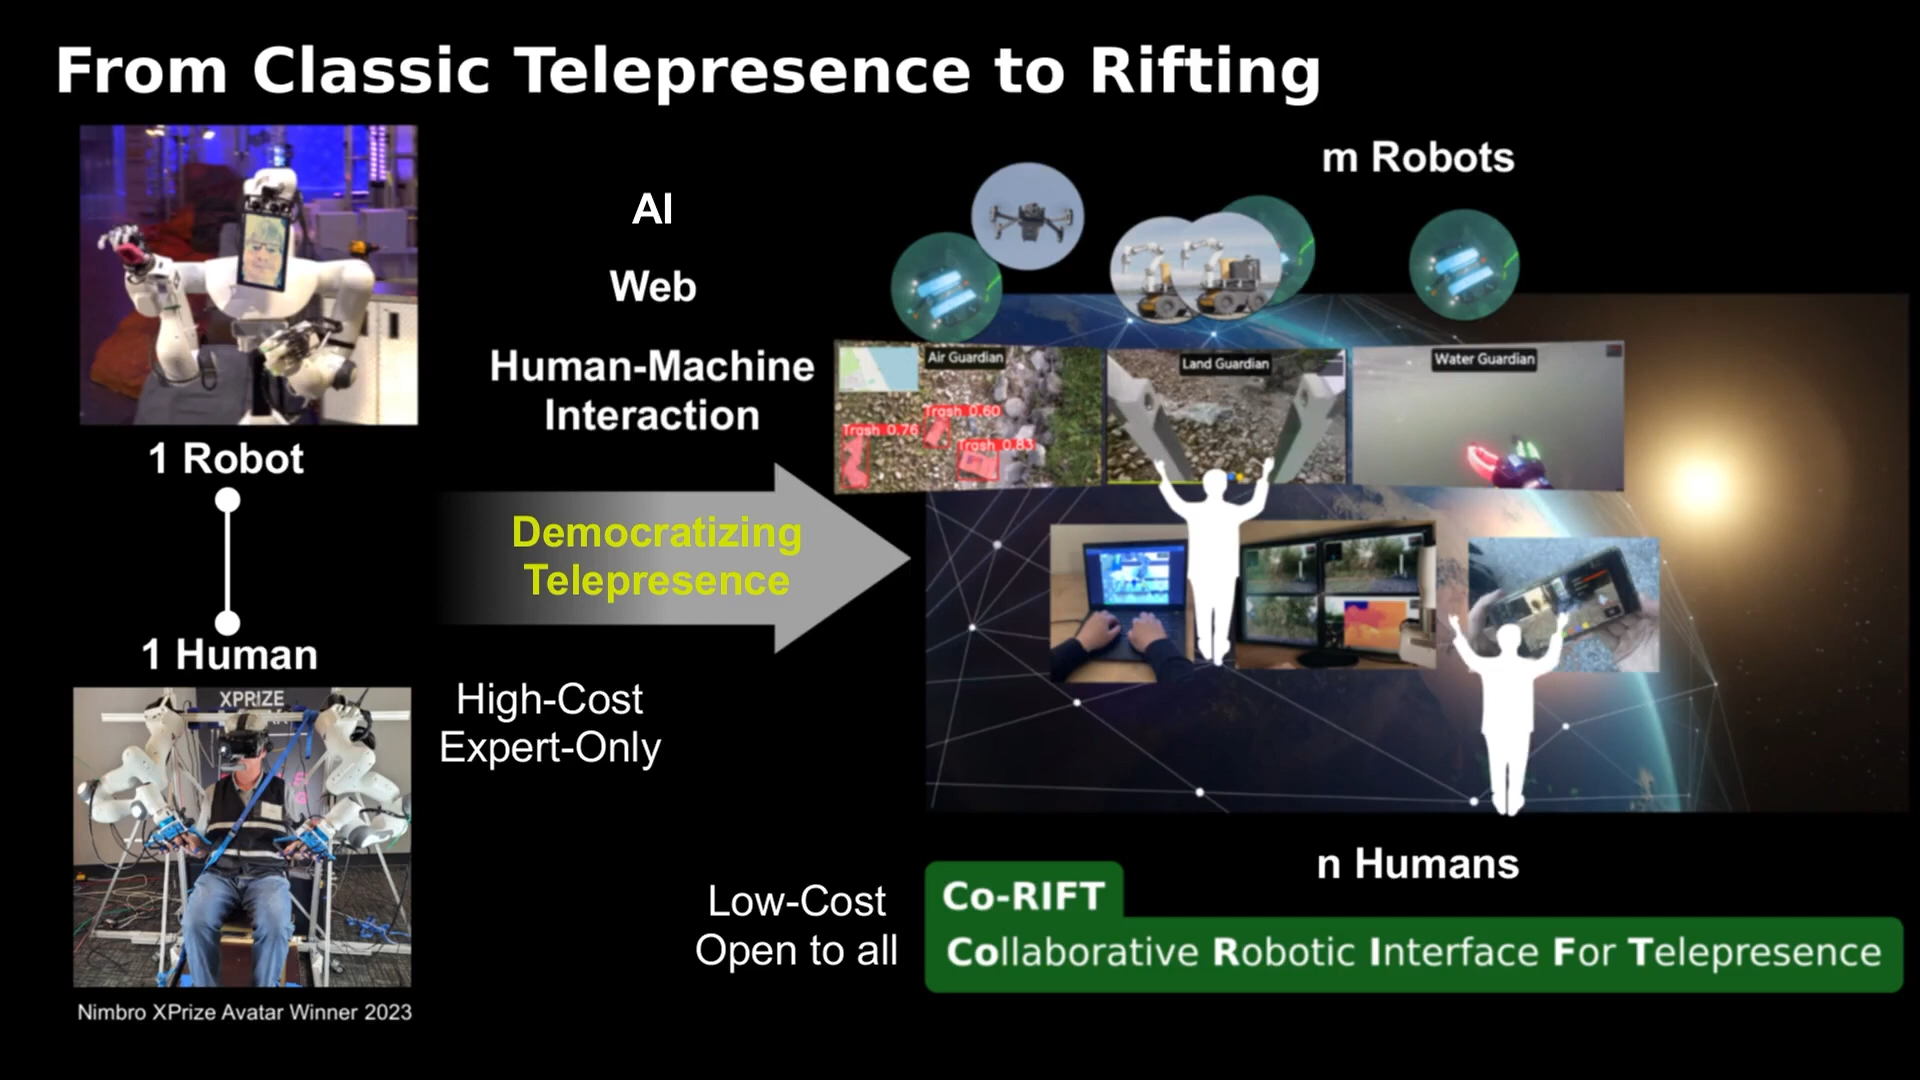 From Classic Telepresence to Rifting
1 Robot
1 Human
XPRIZE
Nimbro XPrize Avatar Winner 2023
AI
Web
Human-Machine
Interaction
Democratizing
Telepresence
High-Cost
Expert-Only
m Robots
Air Guardian
Trash 0.60
Trash 0.76
Trash 0.83
Land Guardian
Water Guardian
n Humans
Low-Cost
Open to all
Co-RIFT
Collaborative Robotic Interface For Telepresence